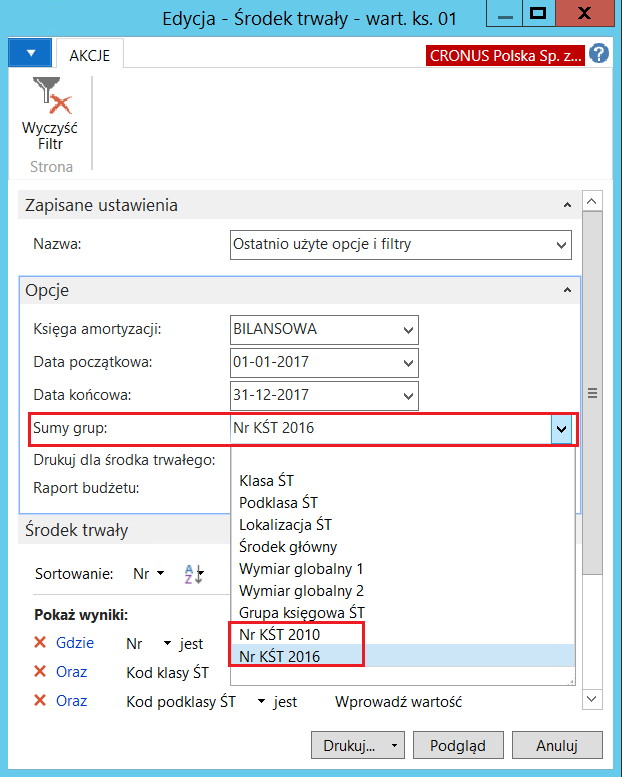 Edycja - Środek trwały - wart. ks. 01
AKCJE
CRONUS Polska Sp. z...
?
Wyczyść
Filtr
Strona
Zapisane ustawienia
Nazwa:
Ostatnio użyte opcje i filtry
Opcje
Księga amortyzacji:
BILANSOWA
Data początkowa:
01-01-2017
Data końcowa:
31-12-2017
Sumy grup:
Nr KŚT 2016
Drukuj dla środka trwałego:
Raport budżetu:
Klasa ŚT
Podklasa ŚT
Lokalizacja ŚT
Środek główny
Wymiar globalny 1
Wymiar globalny 2
Grupa księgowa ŚT
Nr KŚT 2010
Nr KŚT 2016
Środek trwały
Sortowanie: Nr
A
Z
Pokaż wyniki:
Gdzie Nr jest
Oraz Kod klasy ŚT
Oraz Kod podklasy ŚT jest Wprowadź wartość
Drukuj... Podgląd Anuluj